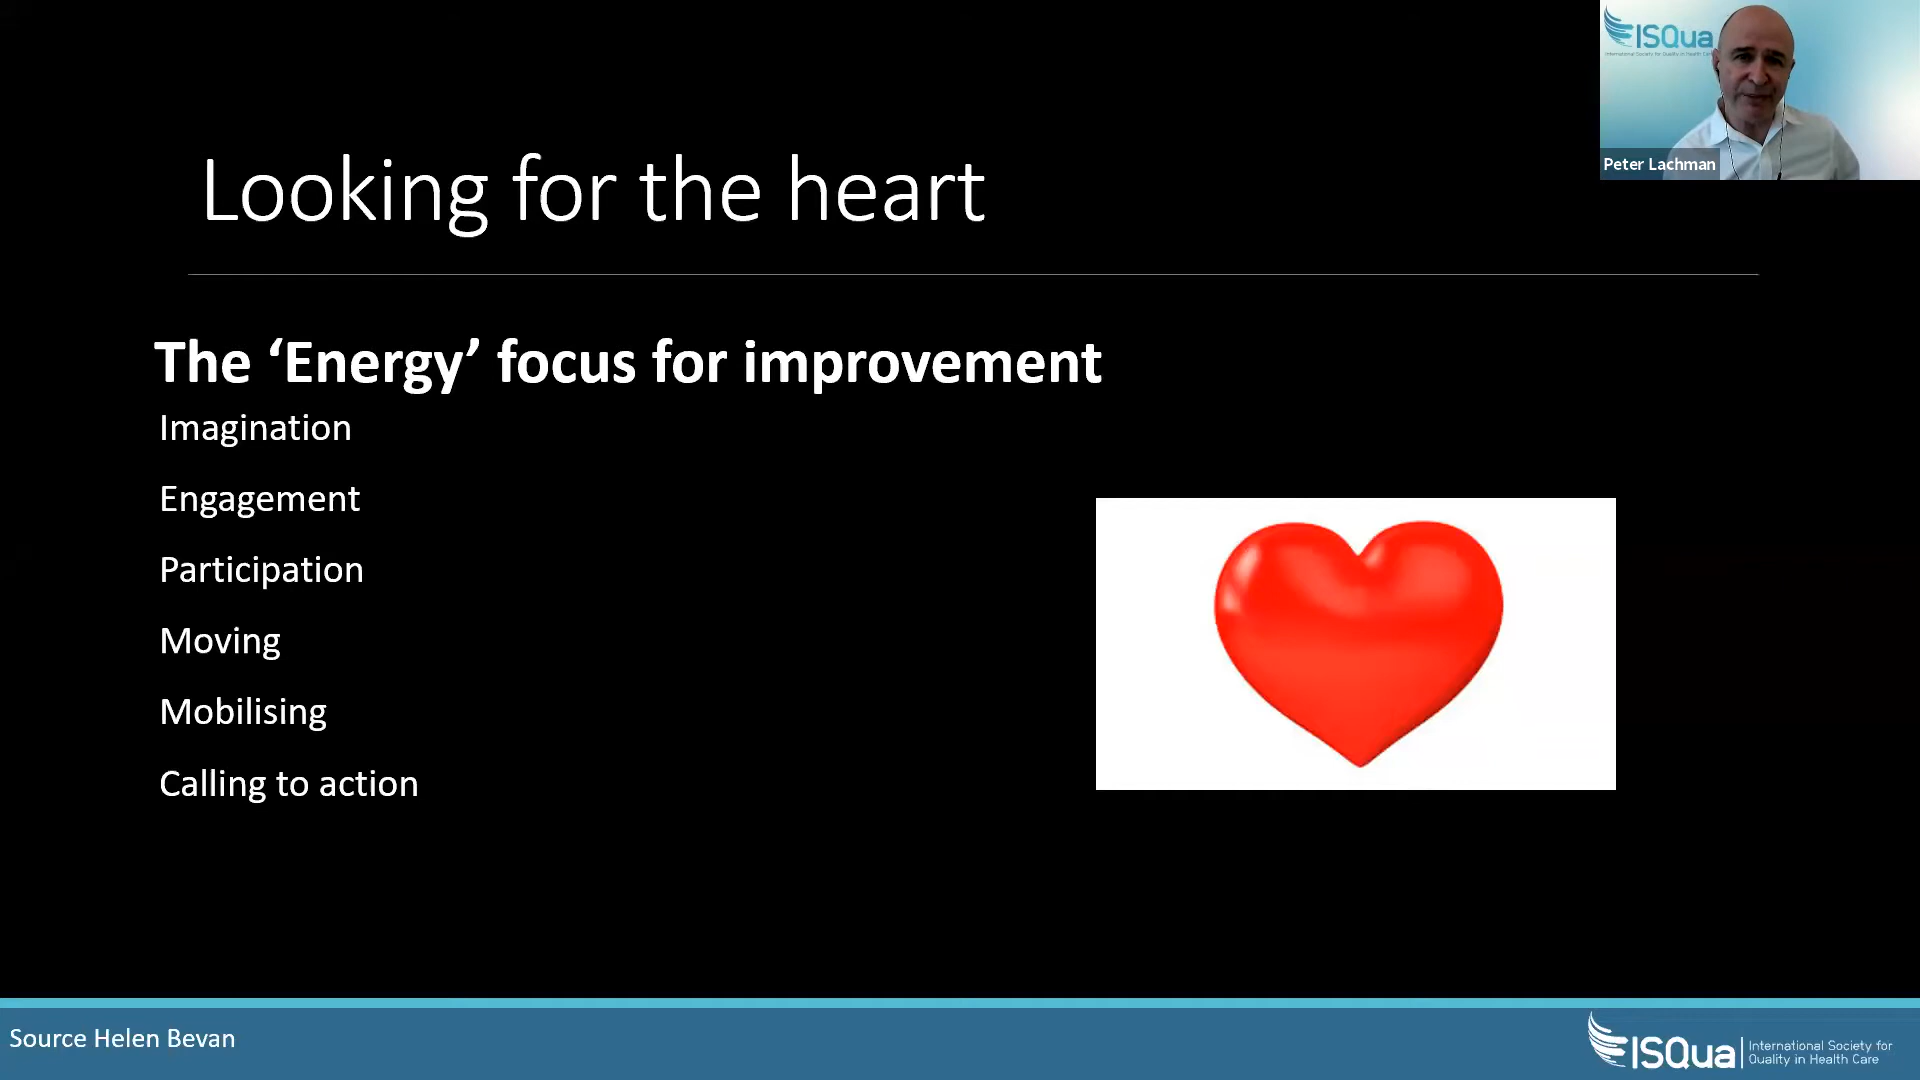 ISQua
Peter Lachman
Looking for the heart
The ‘Energy’ focus for improvement
Imagination
Engagement
Participation
Moving
Mobilising
Calling to action
Source Helen Bevan
ISQua
International Society for
Quality in Health Care